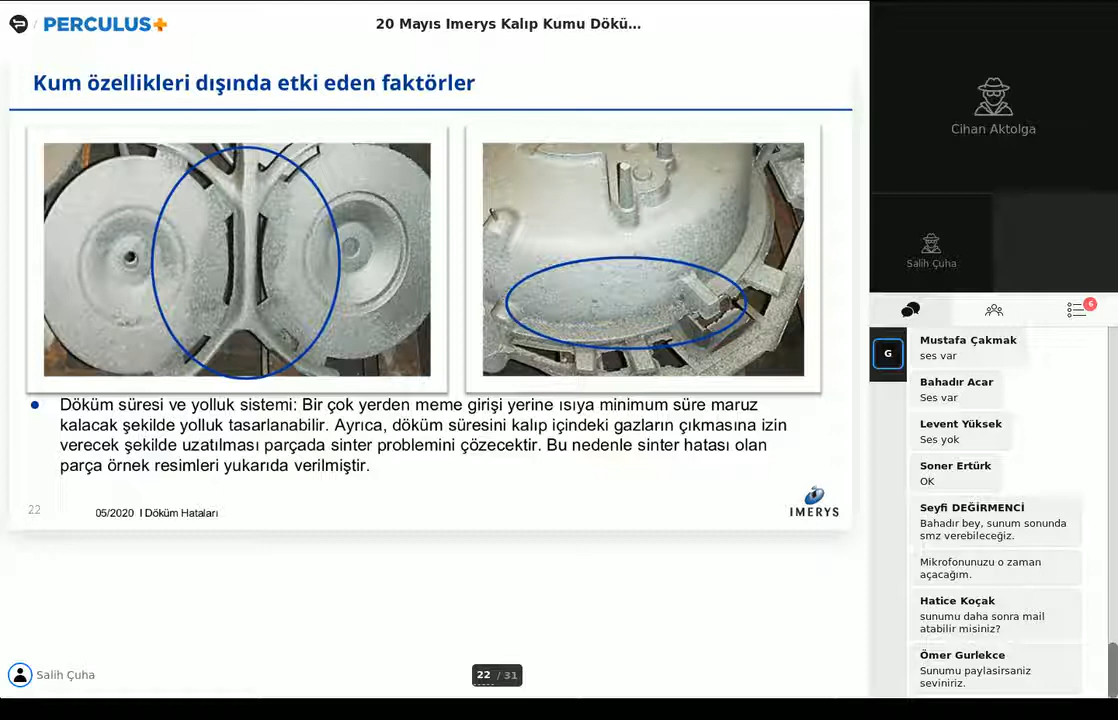 PERCULUS+
20 Mayıs Imerys Kalıp Kumu Dökü...
Kum özellikleri dışında etki eden faktörler
Döküm süresi ve yolluk sistemi: Bir çok yerden meme girişi yerine ısıya minimum süre maruz
kalacak şekilde yolluk tasarlanabilir. Ayrıca, döküm süresini kalıp içindeki gazların çıkmasına izin
verecek şekilde uzatılması parçada sinter problemini çözecektir. Bu nedenle sinter hatası olan
parça örnek resimleri yukarıda verilmiştir.
22
05/2020 I Döküm Hataları
IMERYS
Salih Çuha
22 / 31
Cihan Aktolga
Salih Çuha
6
G
Mustafa Çakmak
ses var
Bahadır Acar
Ses var
Levent Yüksek
Ses yok
Soner Ertürk
OK
Seyfi DEĞİRMENCİ
Bahadır bey, sunum sonunda
smz verebileceğiz.
Mikrofonunuzu o zaman
açacağım.
Hatice Koçak
sunumu daha sonra mail
atabilir misiniz?
Ömer Gurlekce
Sunumu paylasirsaniz
seviniriz.